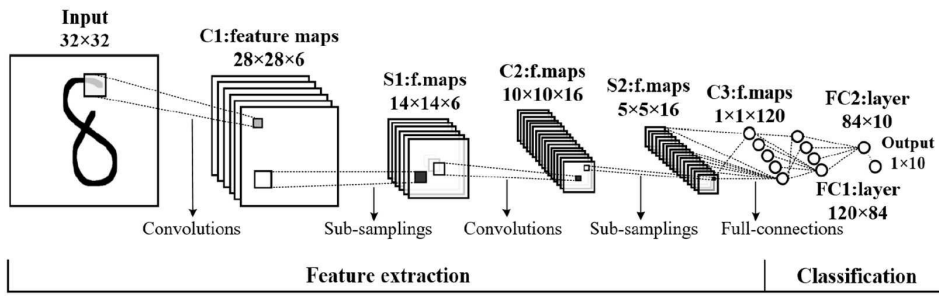 Input
32×32
C1:feature maps
28×28×6
S1:f.maps
14×14×6
C2:f.maps
10×10×16
S2:f.maps
5×5×16
C3:f.maps
1×1×120
FC2:layer
84×10
Output
1×10
FC1:layer
120×84
Convolutions
Sub-samplings
Convolutions
Sub-samplings
Full-connections
Feature extraction
Classification